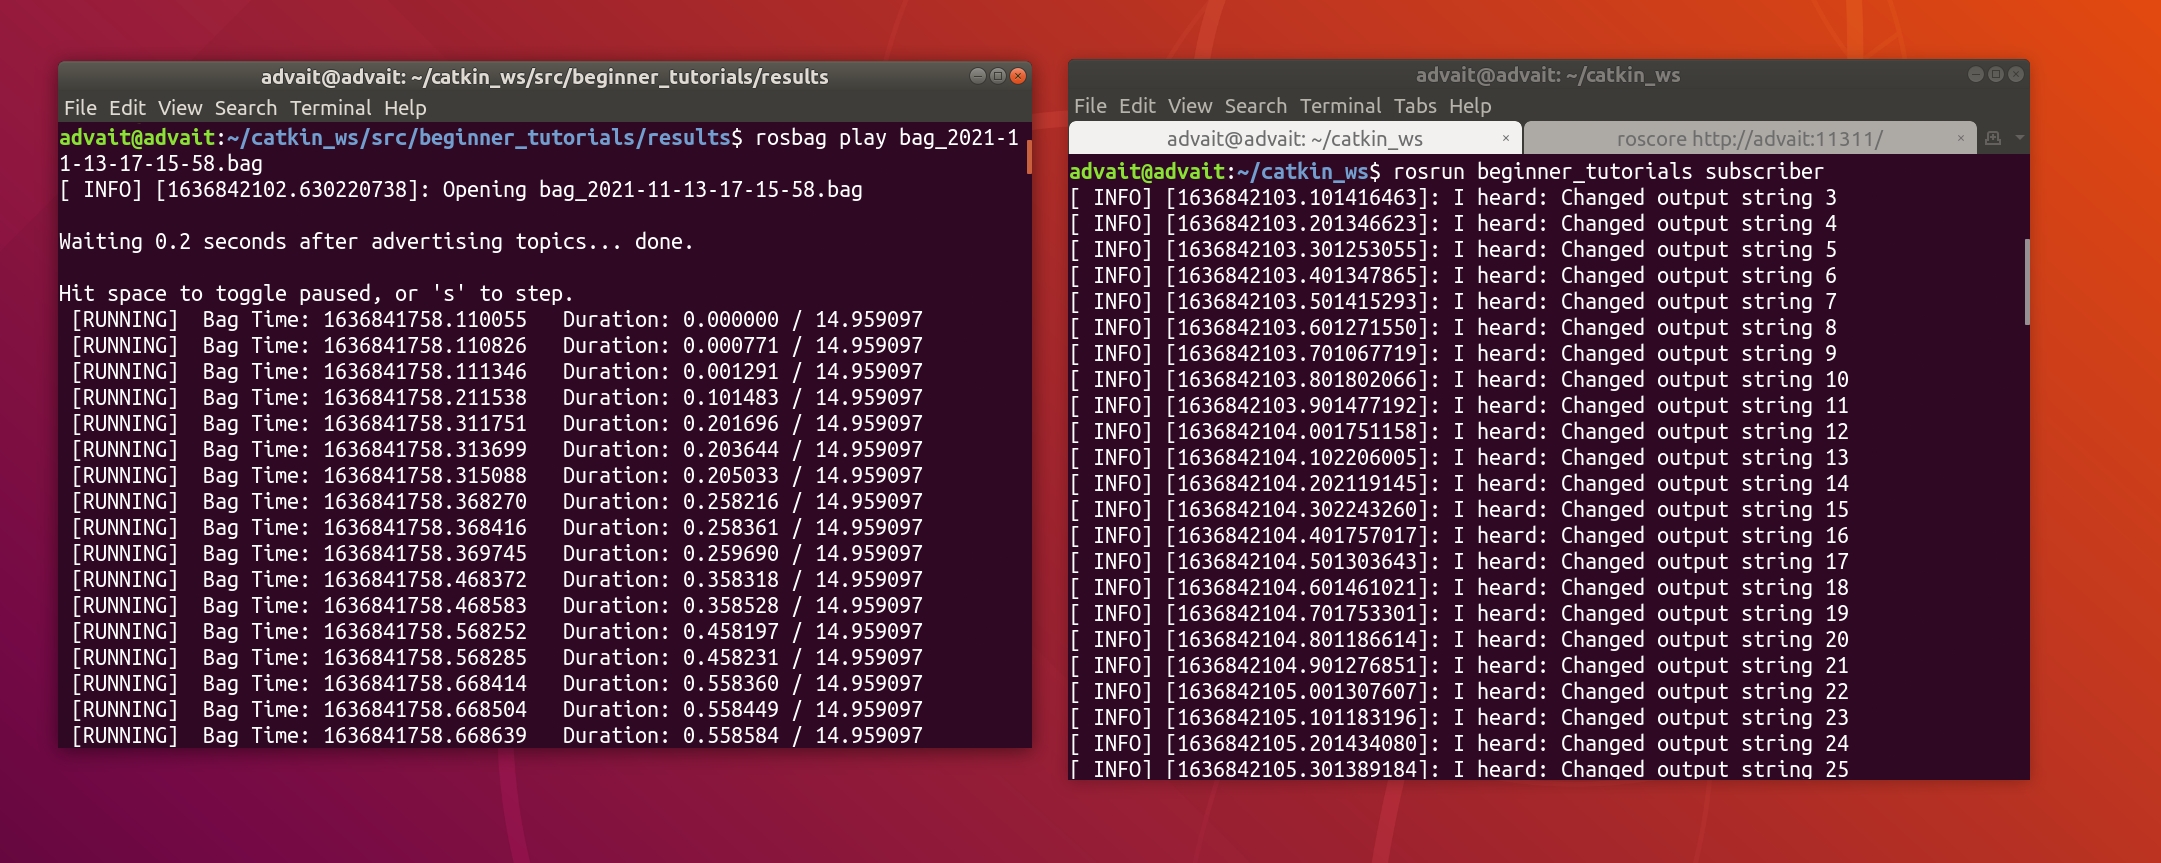 advait@advait: ~/catkin_ws/src/beginner_tutorials/results
File Edit View Search Terminal Help
advait@advait:~/catkin_ws/src/beginner_tutorials/results$ rosbag play bag_2021-1
1-13-17-15-58.bag
[ INFO] [1636842102.630220738]: Opening bag_2021-11-13-17-15-58.bag
Waiting 0.2 seconds after advertising topics... done.
Hit space to toggle paused, or 's' to step.
[RUNNING]  Bag Time: 1636841758.110055   Duration: 0.000000 / 14.959097
[RUNNING]  Bag Time: 1636841758.110826   Duration: 0.000771 / 14.959097
[RUNNING]  Bag Time: 1636841758.111346   Duration: 0.001291 / 14.959097
[RUNNING]  Bag Time: 1636841758.211538   Duration: 0.101483 / 14.959097
[RUNNING]  Bag Time: 1636841758.311751   Duration: 0.201696 / 14.959097
[RUNNING]  Bag Time: 1636841758.313699   Duration: 0.203644 / 14.959097
[RUNNING]  Bag Time: 1636841758.315088   Duration: 0.205033 / 14.959097
[RUNNING]  Bag Time: 1636841758.368270   Duration: 0.258216 / 14.959097
[RUNNING]  Bag Time: 1636841758.368416   Duration: 0.258361 / 14.959097
[RUNNING]  Bag Time: 1636841758.369745   Duration: 0.259690 / 14.959097
[RUNNING]  Bag Time: 1636841758.468372   Duration: 0.358318 / 14.959097
[RUNNING]  Bag Time: 1636841758.468583   Duration: 0.358528 / 14.959097
[RUNNING]  Bag Time: 1636841758.568252   Duration: 0.458197 / 14.959097
[RUNNING]  Bag Time: 1636841758.568285   Duration: 0.458231 / 14.959097
[RUNNING]  Bag Time: 1636841758.668414   Duration: 0.558360 / 14.959097
[RUNNING]  Bag Time: 1636841758.668504   Duration: 0.558449 / 14.959097
[RUNNING]  Bag Time: 1636841758.668639   Duration: 0.558584 / 14.959097
advait@advait: ~/catkin_ws
File Edit View Search Terminal Tabs Help
advait@advait: ~/catkin_ws
roscore http://advait:11311/
advait@advait:~/catkin_ws$ rosrun beginner_tutorials subscriber
[ INFO] [1636842103.101416463]: I heard: Changed output string 3
[ INFO] [1636842103.201346623]: I heard: Changed output string 4
[ INFO] [1636842103.301253055]: I heard: Changed output string 5
[ INFO] [1636842103.401347865]: I heard: Changed output string 6
[ INFO] [1636842103.501415293]: I heard: Changed output string 7
[ INFO] [1636842103.601271550]: I heard: Changed output string 8
[ INFO] [1636842103.701067719]: I heard: Changed output string 9
[ INFO] [1636842103.801802066]: I heard: Changed output string 10
[ INFO] [1636842103.901477192]: I heard: Changed output string 11
[ INFO] [1636842104.001751158]: I heard: Changed output string 12
[ INFO] [1636842104.102206005]: I heard: Changed output string 13
[ INFO] [1636842104.202119145]: I heard: Changed output string 14
[ INFO] [1636842104.302243260]: I heard: Changed output string 15
[ INFO] [1636842104.401757017]: I heard: Changed output string 16
[ INFO] [1636842104.501303643]: I heard: Changed output string 17
[ INFO] [1636842104.601461021]: I heard: Changed output string 18
[ INFO] [1636842104.701753301]: I heard: Changed output string 19
[ INFO] [1636842104.801186614]: I heard: Changed output string 20
[ INFO] [1636842104.901276851]: I heard: Changed output string 21
[ INFO] [1636842105.001307607]: I heard: Changed output string 22
[ INFO] [1636842105.101183196]: I heard: Changed output string 23
[ INFO] [1636842105.201434080]: I heard: Changed output string 24
[ INFO] [1636842105.301389184]: I heard: Changed output string 25